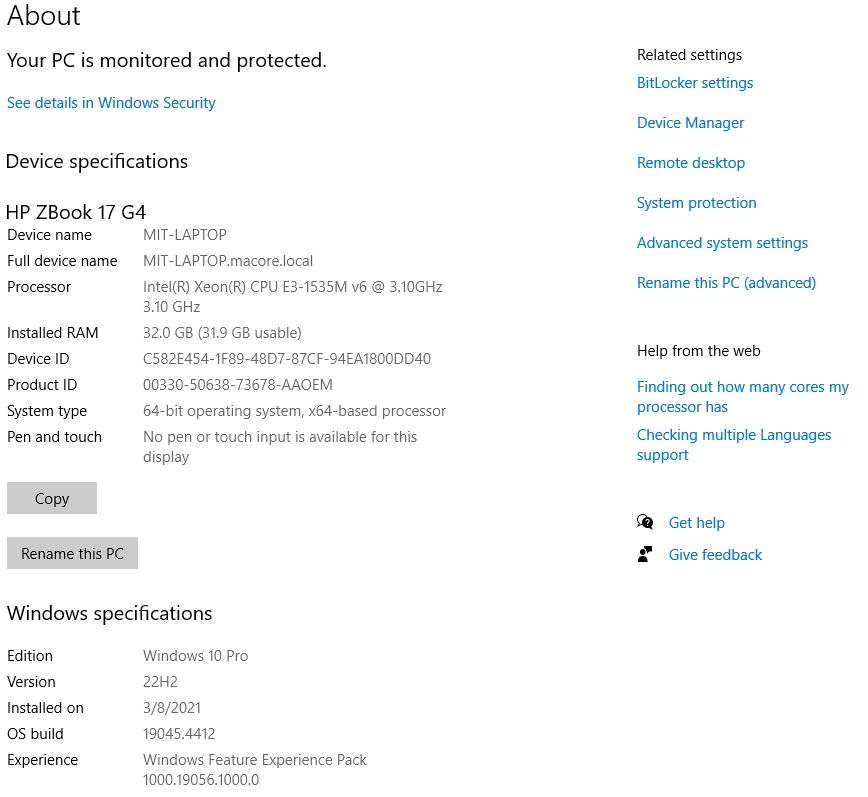 About
Your PC is monitored and protected.
See details in Windows Security
Device specifications
HP ZBook 17 G4
Device name MIT-LAPTOP
Full device name MIT-LAPTOP.macore.local
Processor Intel(R) Xeon(R) CPU E3-1535M v6 @ 3.10GHz
3.10 GHz
Installed RAM 32.0 GB (31.9 GB usable)
Device ID C582E454-1F89-48D7-87CF-94EA1800DD40
Product ID 00330-50638-73678-AAOEM
System type 64-bit operating system, x64-based processor
Pen and touch No pen or touch input is available for this
display
Copy
Rename this PC
Windows specifications
Edition Windows 10 Pro
Version 22H2
Installed on 3/8/2021
OS build 19045.4412
Experience Windows Feature Experience Pack
1000.19056.1000.0
Related settings
BitLocker settings
Device Manager
Remote desktop
System protection
Advanced system settings
Rename this PC (advanced)
Help from the web
Finding out how many cores my
processor has
Checking multiple Languages
support
Get help
Give feedback